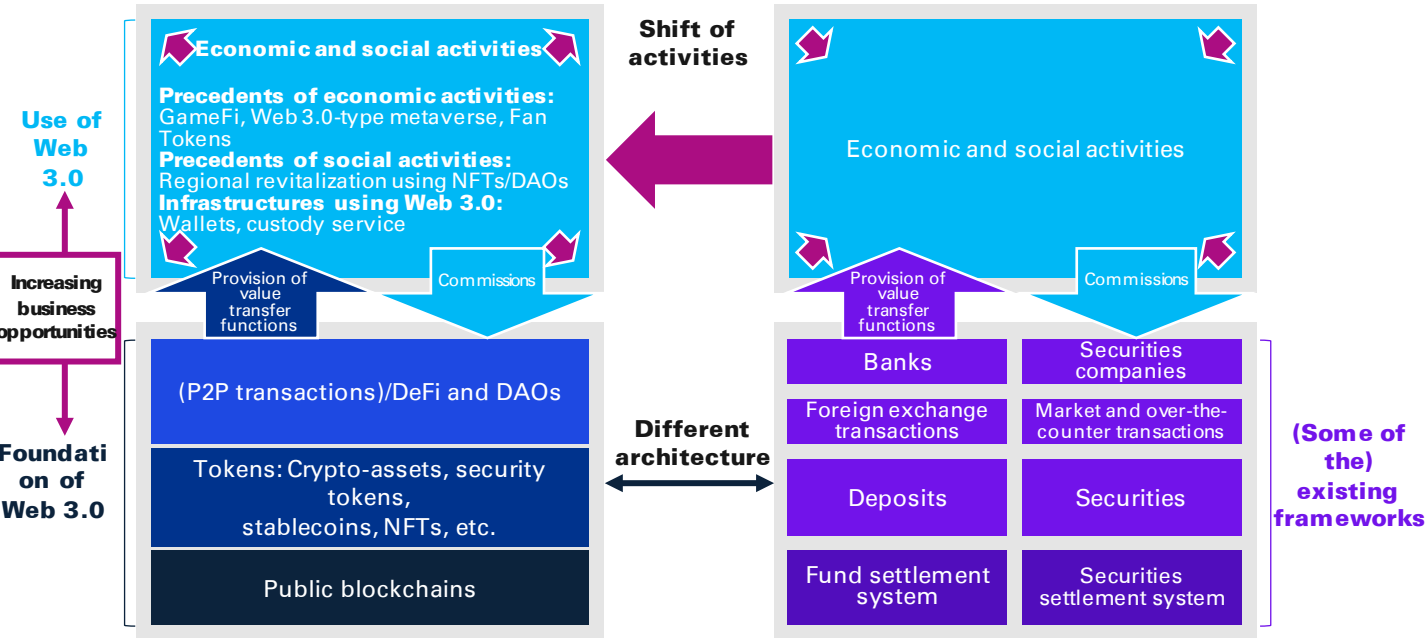 Use of
Web
3.0
Increasing
business
opportunities
Foundati
on of
Web 3.0
Economic and social activities
Precedents of economic activities:
GameFi, Web 3.0-type metaverse, Fan
Tokens
Precedents of social activities:
Regional revitalization using NFTs/DAOs
Infrastructures using Web 3.0:
Wallets, custody service
Provision of
value
transfer
functions
Commissions
(P2P transactions)/DeFi and DAOs
Tokens: Crypto-assets, security
tokens,
stablecoins, NFTs, etc.
Public blockchains
Shift of
activities
Different
architecture
Economic and social activities
Provision of
value
transfer
functions
Commissions
Banks
Securities
companies
Foreign exchange
transactions
Market and over-the-
counter transactions
Deposits
Securities
Fund settlement
system
Securities
settlement system
(Some of
the)
existing
frameworks